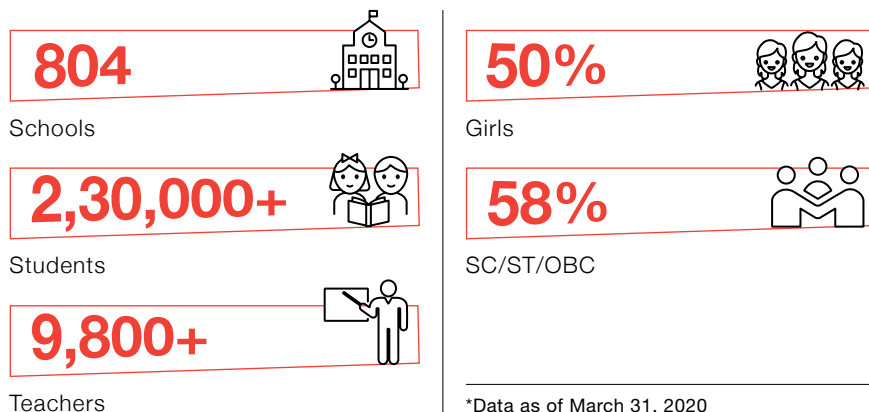 804
Schools
2,30,000+
Students
9,800+
Teachers
50%
Girls
58%
SC/ST/OBC
*Data as of March 31, 2020